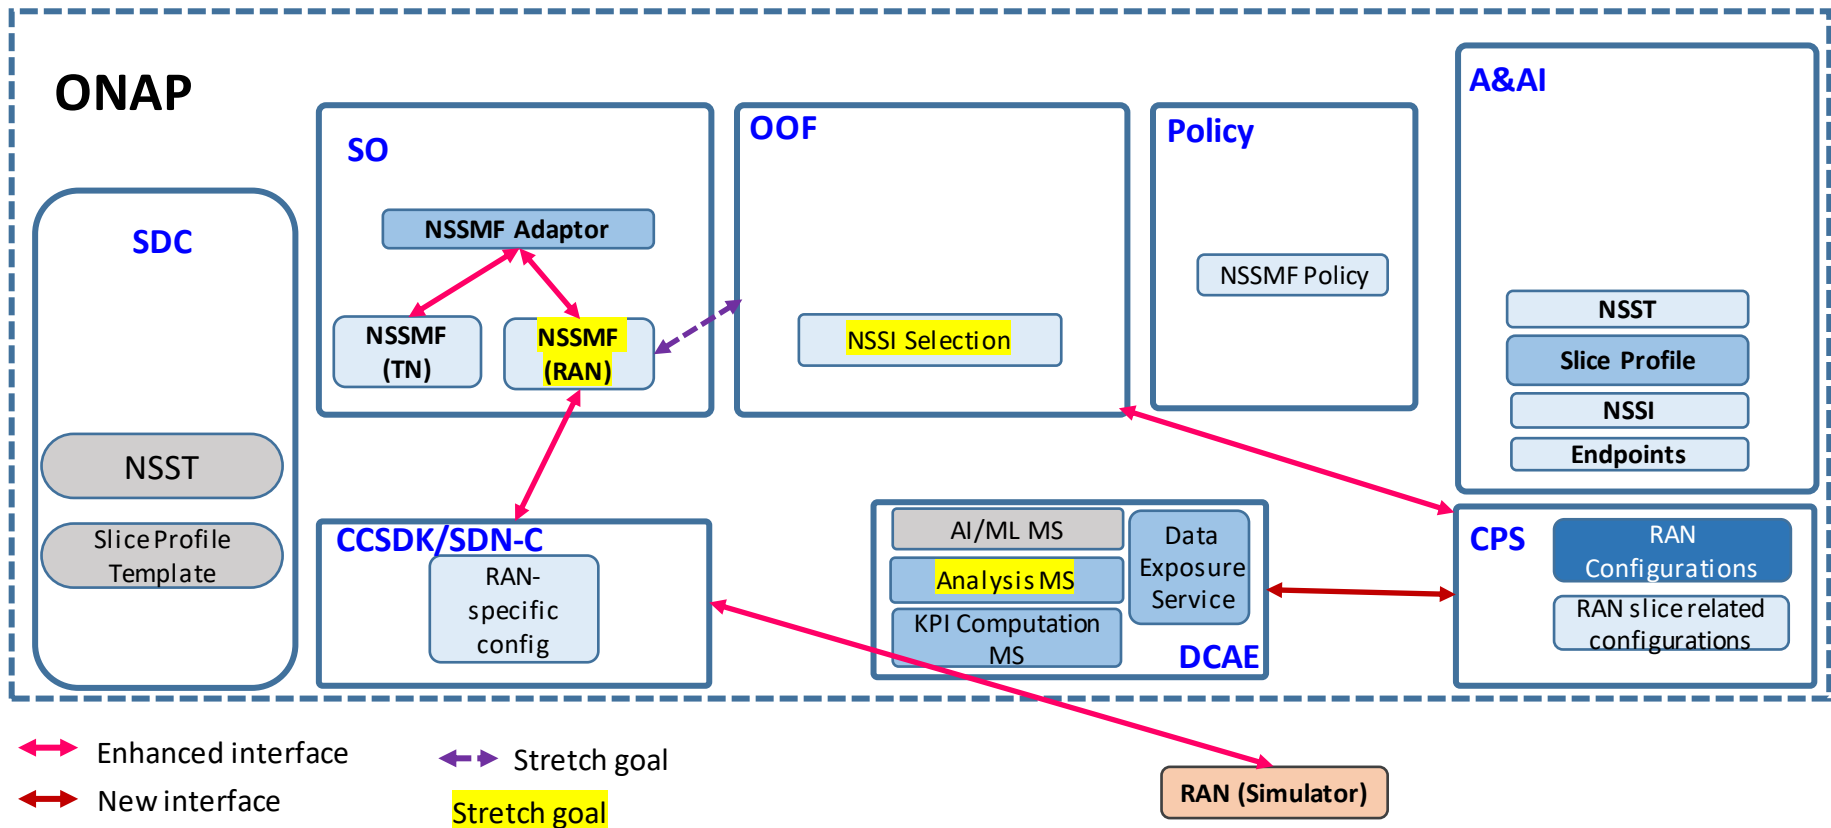 ONAP
SDC
NSST
Slice Profile
Template
SO
NSSMF Adaptor
NSSMF
(TN)
NSSMF
(RAN)
OOF
NSSI Selection
Policy
NSSMF Policy
A&AI
NSST
Slice Profile
NSSI
Endpoints
CCSDK/SDN-C
RAN-
specific
config
AI/ML MS
Analysis MS
KPI Computation
MS
Data
Exposure
Service
DCAE
CPS
RAN
Configurations
RAN slice related
configurations
Enhanced interface
New interface
Stretch goal
Stretch goal
RAN (Simulator)